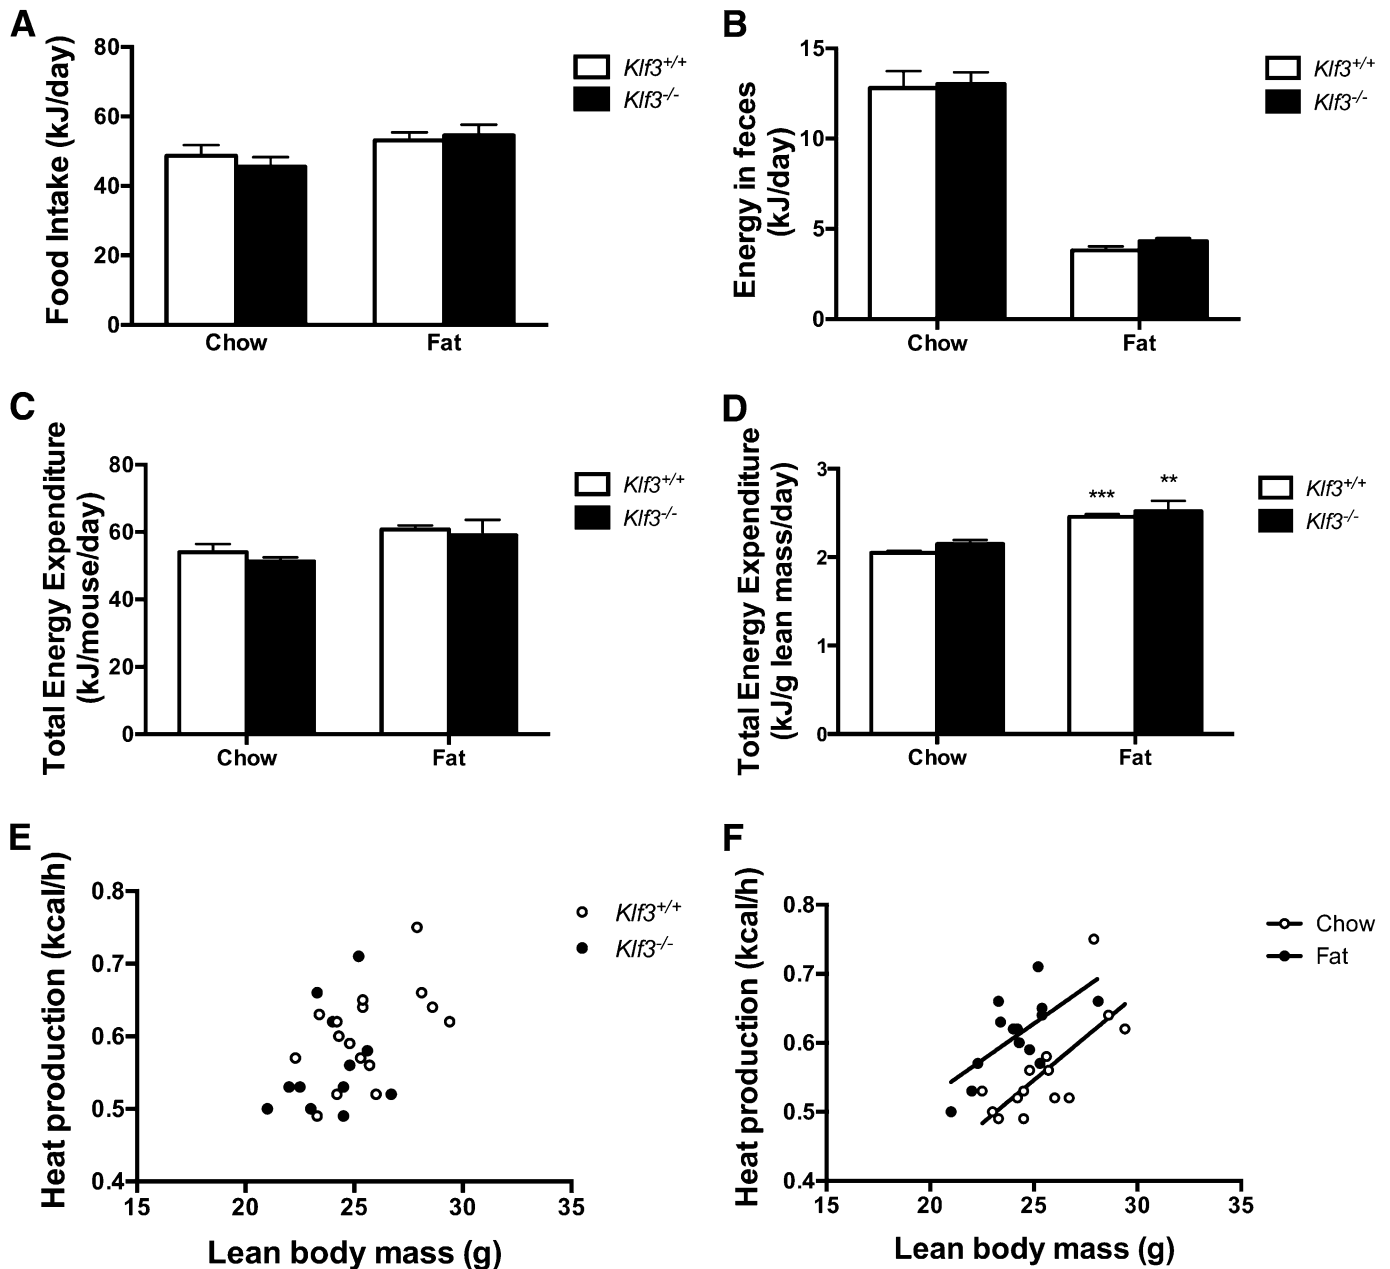 A
Food Intake (kJ/day)
80
60
40
20
0
Chow
Fat
Klf3+/+
Klf3-/-
B
Energy in feces
(kJ/day)
15
10
5
0
Chow
Fat
Klf3+/+
Klf3-/-
C
Total Energy Expenditure
(kJ/mouse/day)
80
60
40
20
0
Chow
Fat
Klf3+/+
Klf3-/-
D
Total Energy Expenditure
(kJ/g lean mass/day)
3
2
1
0
***
**
Chow
Fat
Klf3+/+
Klf3-/-
E
Heat production (kcal/h)
0.8
0.7
0.6
0.5
0.4
15
20
25
30
35
Lean body mass (g)
Klf3+/+
Klf3-/-
F
Heat production (kcal/h)
0.8
0.7
0.6
0.5
0.4
15
20
25
30
35
Lean body mass (g)
Chow
Fat